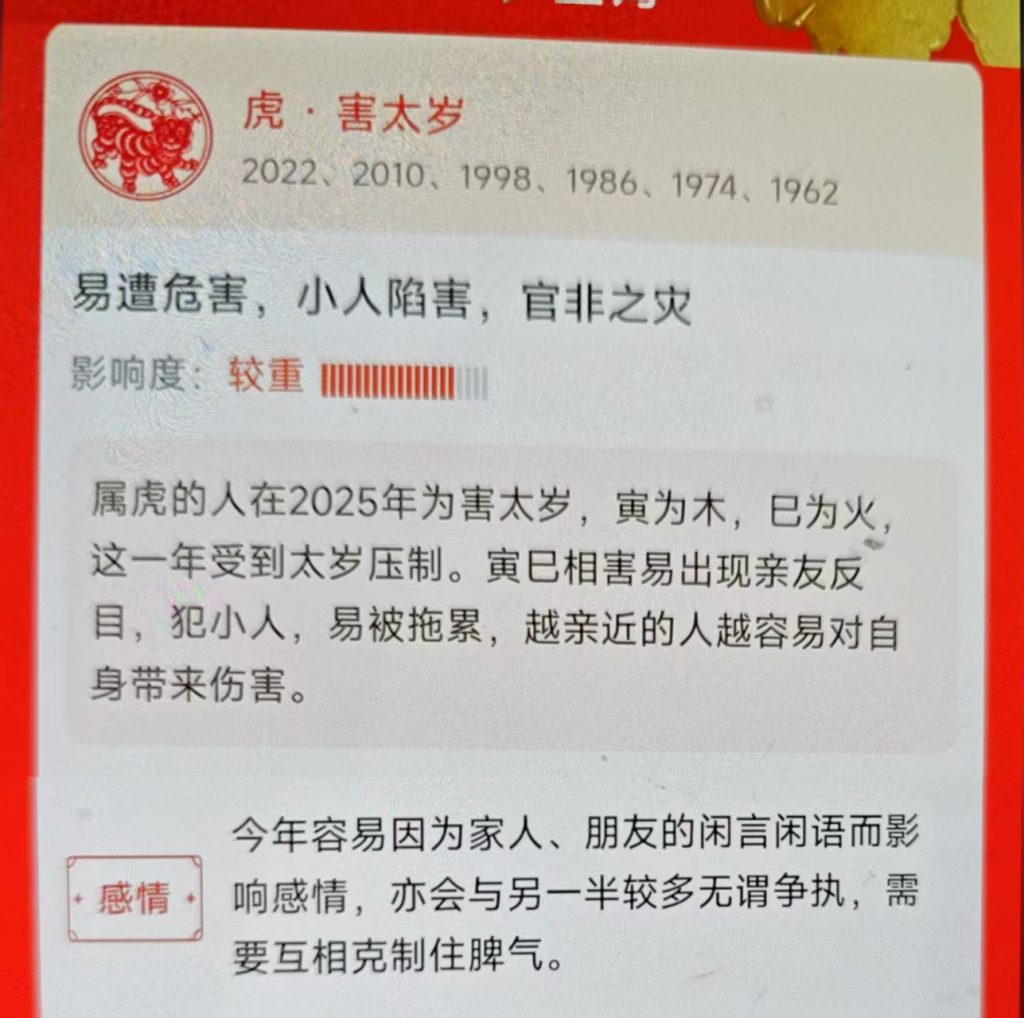 虎·害太岁
2022、2010、1998、1986、1974、1962
易遭危害，小人陷害，官非之灾
影响度：较重
属虎的人在2025年为害太岁，寅为木，巳为火，
这一年受到太岁压制。寅巳相害易出现亲友反
目，犯小人，易被拖累，越亲近的人越容易对自
身带来伤害。
感情
今年容易因为家人、朋友的闲言闲语而影
响感情，亦会与另一半较多无谓争执，需
要互相克制住脾气。